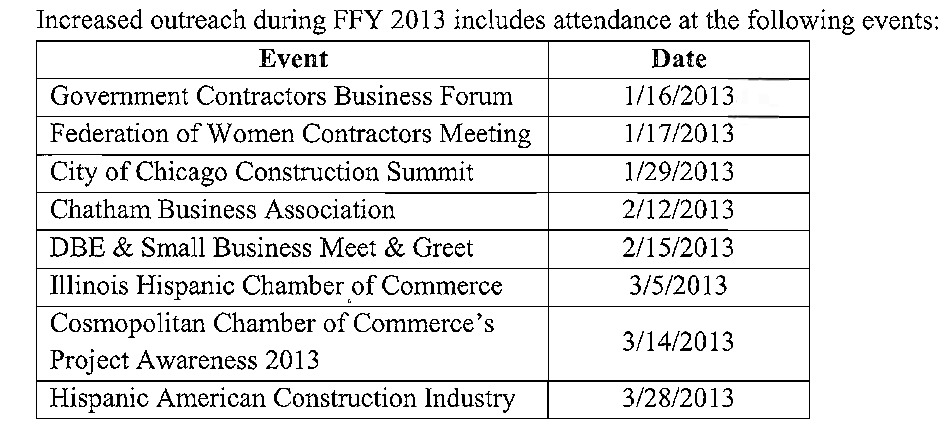 Increased outreach during FFY 2013 includes attendance at the following events:
Event Date
Government Contractors Business Forum 1/16/2013
Federation of Women Contractors Meeting 1/17/2013
City of Chicago Construction Summit 1/29/2013
Chatham Business Association 2/12/2013
DBE & Small Business Meet & Greet 2/15/2013
Illinois Hispanic Chamber of Commerce 3/5/2013
Cosmopolitan Chamber of Commerce's
Project Awareness 2013 3/14/2013
Hispanic American Construction Industry 3/28/2013